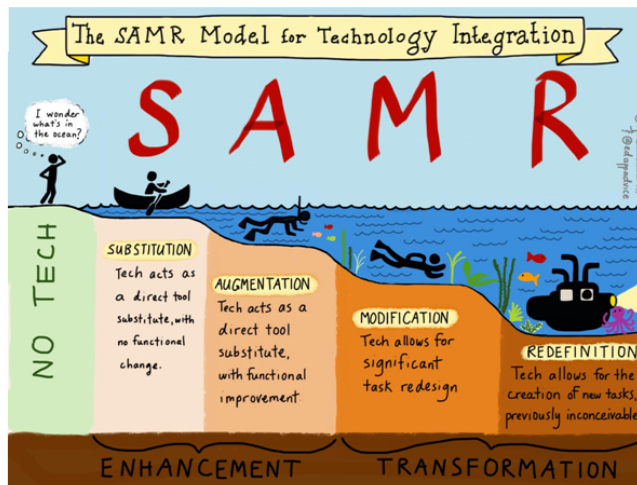 The SAMR Model for Technology Integration
S A M R
I wonder
what's in
the ocean?
@edappadvice
NO TECH
SUBSTITUTION
Tech acts as
a direct tool
substitute, with
no functional
change.
AUGMENTATION
Tech acts as a
direct tool
substitute,
with functional
improvement.
MODIFICATION
Tech allows for
significant
task redesign
REDEFINITION
Tech allows for the
creation of new tasks,
previously inconceivable
ENHANCEMENT
TRANSFORMATION